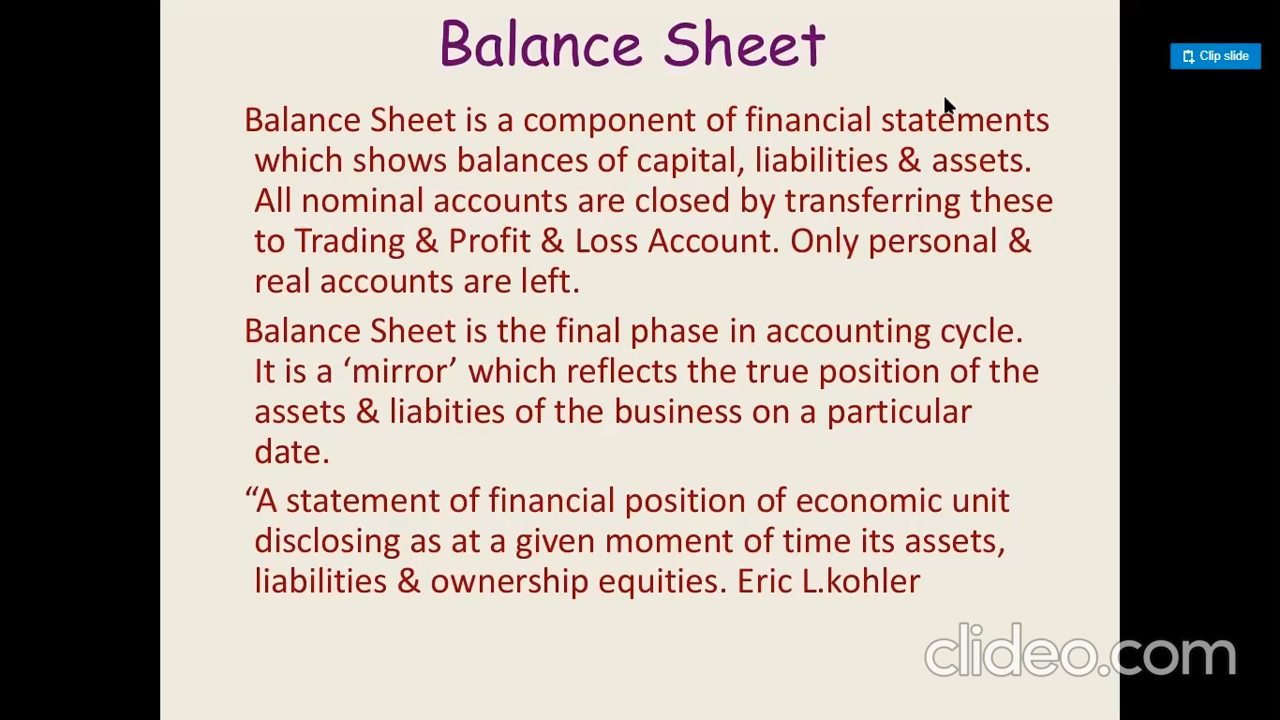 Balance Sheet
Clip slide
Balance Sheet is a component of financial statements
which shows balances of capital, liabilities & assets.
All nominal accounts are closed by transferring these
to Trading & Profit & Loss Account. Only personal &
real accounts are left.
Balance Sheet is the final phase in accounting cycle.
It is a ‘mirror’ which reflects the true position of the
assets & liabities of the business on a particular
date.
“A statement of financial position of economic unit
disclosing as at a given moment of time its assets,
liabilities & ownership equities. Eric L.kohler
clideo.com